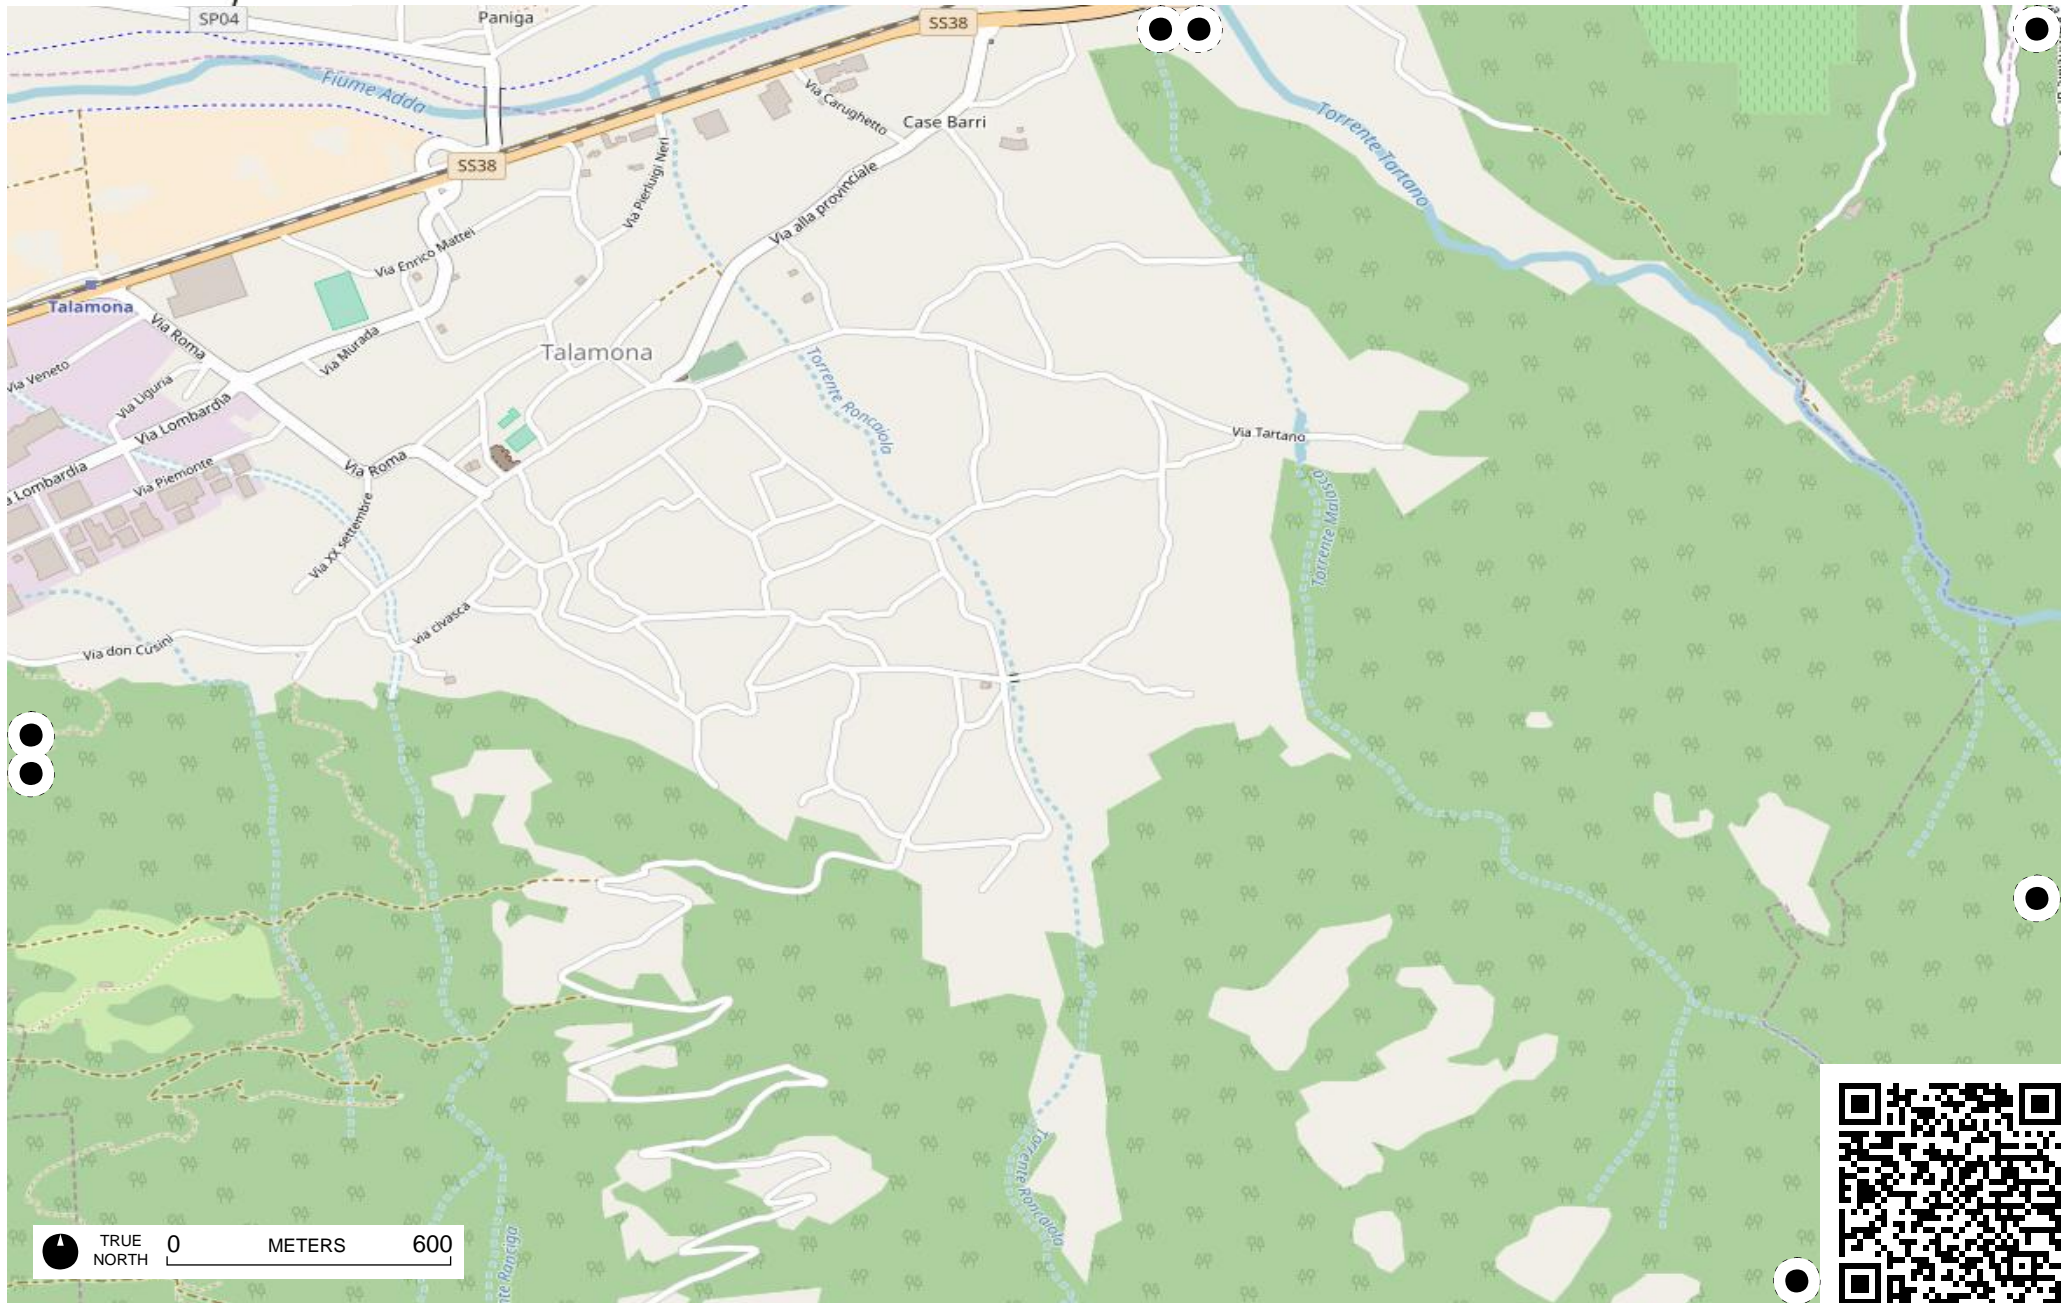 SP04
Paniga
SS38
Fiume Adda
Via Carughetto
Case Barri
Torrente Tartano
SS38
Via Pierluigi Neri
Via alla provinciale
Via Enrico Mattei
Talamona
Via Roma
Via Murada
Talamona
Torrente Roncaiola
Via Veneto
Via Liguria
Via Lombardia
Via Tartano
Via Roma
Lombardia
Via Piemonte
Torrente Malasca
Via XX settembre
via civasca
Via don Cusini
Torrente Roncaiola
TRUE
NORTH
0 METERS 600
nte Ranciga